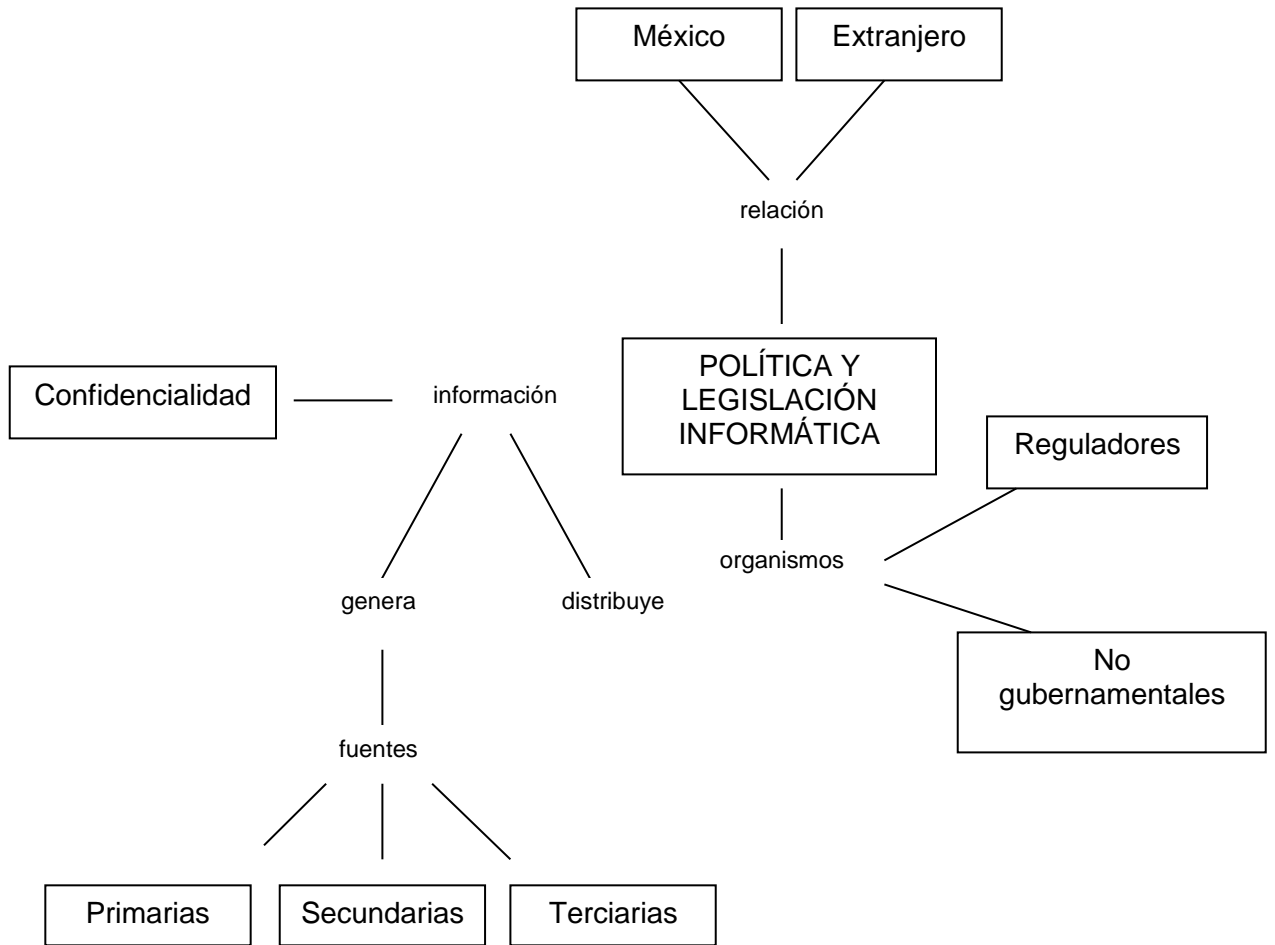 México
Extranjero
relación
POLÍTICA Y
LEGISLACIÓN
INFORMÁTICA
Confidencialidad
información
Reguladores
organismos
genera
distribuye
No
gubernamentales
fuentes
Primarias
Secundarias
Terciarias